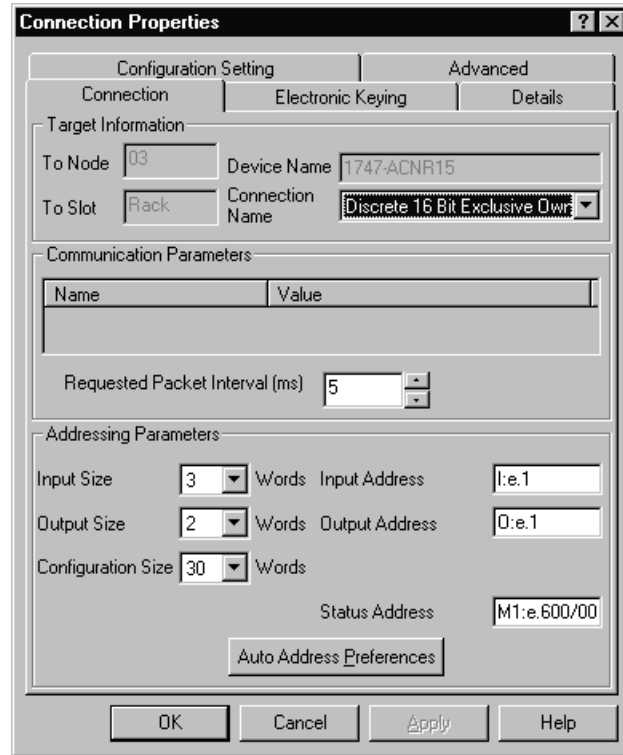 Connection Properties
? X
Configuration Setting Advanced
Connection Electronic Keying Details
Target Information
To Node 03 Device Name 1747-ACNR15
To Slot Rack Connection Name Discrete 16 Bit Exclusive Own
Communication Parameters
Name Value
Requested Packet Interval (ms) 5
Addressing Parameters
Input Size 3 Words Input Address I:e.1
Output Size 2 Words Output Address O:e.1
Configuration Size 30 Words
Status Address M1:e.600/00
Auto Address Preferences
OK Cancel Apply Help